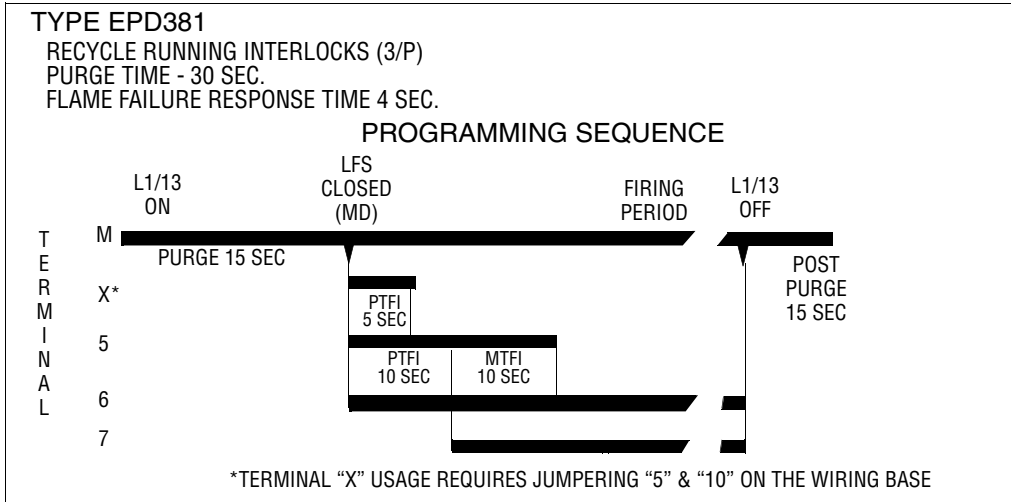 TYPE EPD381
RECYCLE RUNNING INTERLOCKS (3/P)
PURGE TIME - 30 SEC.
FLAME FAILURE RESPONSE TIME 4 SEC.
PROGRAMMING SEQUENCE
L1/13
ON
LFS
CLOSED
(MD)
FIRING
PERIOD
L1/13
OFF
TERMINAL
M
PURGE 15 SEC
POST
PURGE
15 SEC
X*
PTFI
5 SEC
5
PTFI
10 SEC
MTFI
10 SEC
6
7
*TERMINAL “X” USAGE REQUIRES JUMPERING “5” & “10” ON THE WIRING BASE